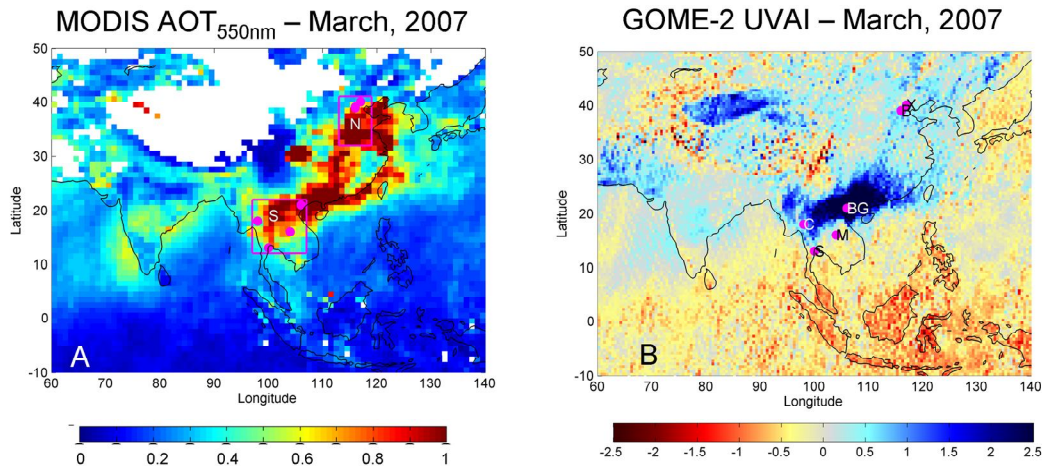 MODIS AOT550nm – March, 2007
50
40
30
20
10
0
-10
Latitude
N
S
A
60 70 80 90 100 110 120 130 140
Longitude
0 0.2 0.4 0.6 0.8 1
GOME-2 UVAI – March, 2007
50
40
30
20
10
0
-10
Latitude
X
B
BG
C
M
S
B
60 70 80 90 100 110 120 130 140
Longitude
-2.5 -2 -1.5 -1 -0.5 0 0.5 1 1.5 2 2.5